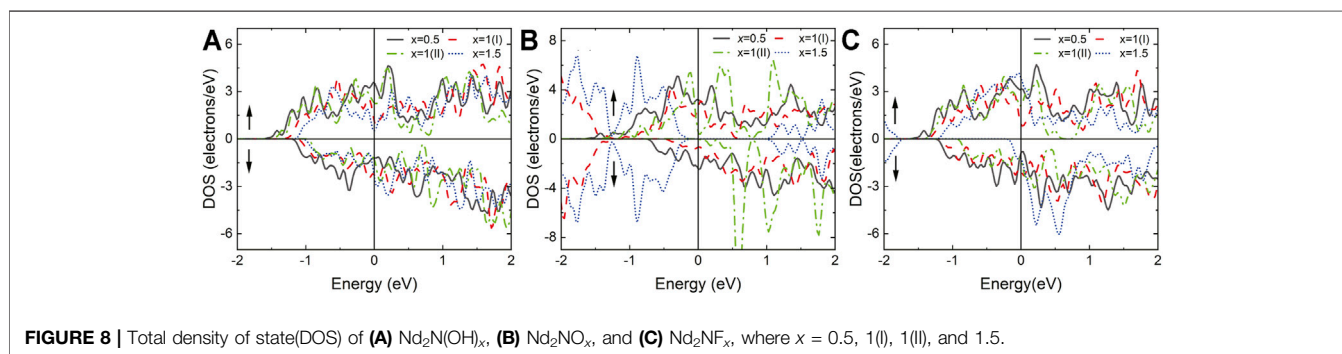 A
DOS (electrons/eV)
6
3
0
-3
-6
x=0.5
x=1(I)
x=1(II)
x=1.5
-2
-1
0
1
2
Energy (eV)
B
DOS (electrons/eV)
8
4
0
-4
-8
x=0.5
x=1(I)
x=1(II)
x=1.5
-2
-1
0
1
2
Energy (eV)
C
DOS(electrons/eV)
6
3
0
-3
-6
x=0.5
x=1(I)
x=1(II)
x=1.5
-2
-1
0
1
2
Energy(eV)
FIGURE 8 | Total density of state(DOS) of (A) Nd₂N(OH)ₓ, (B) Nd₂NOₓ, and (C) Nd₂NFₓ, where x = 0.5, 1(I), 1(II), and 1.5.